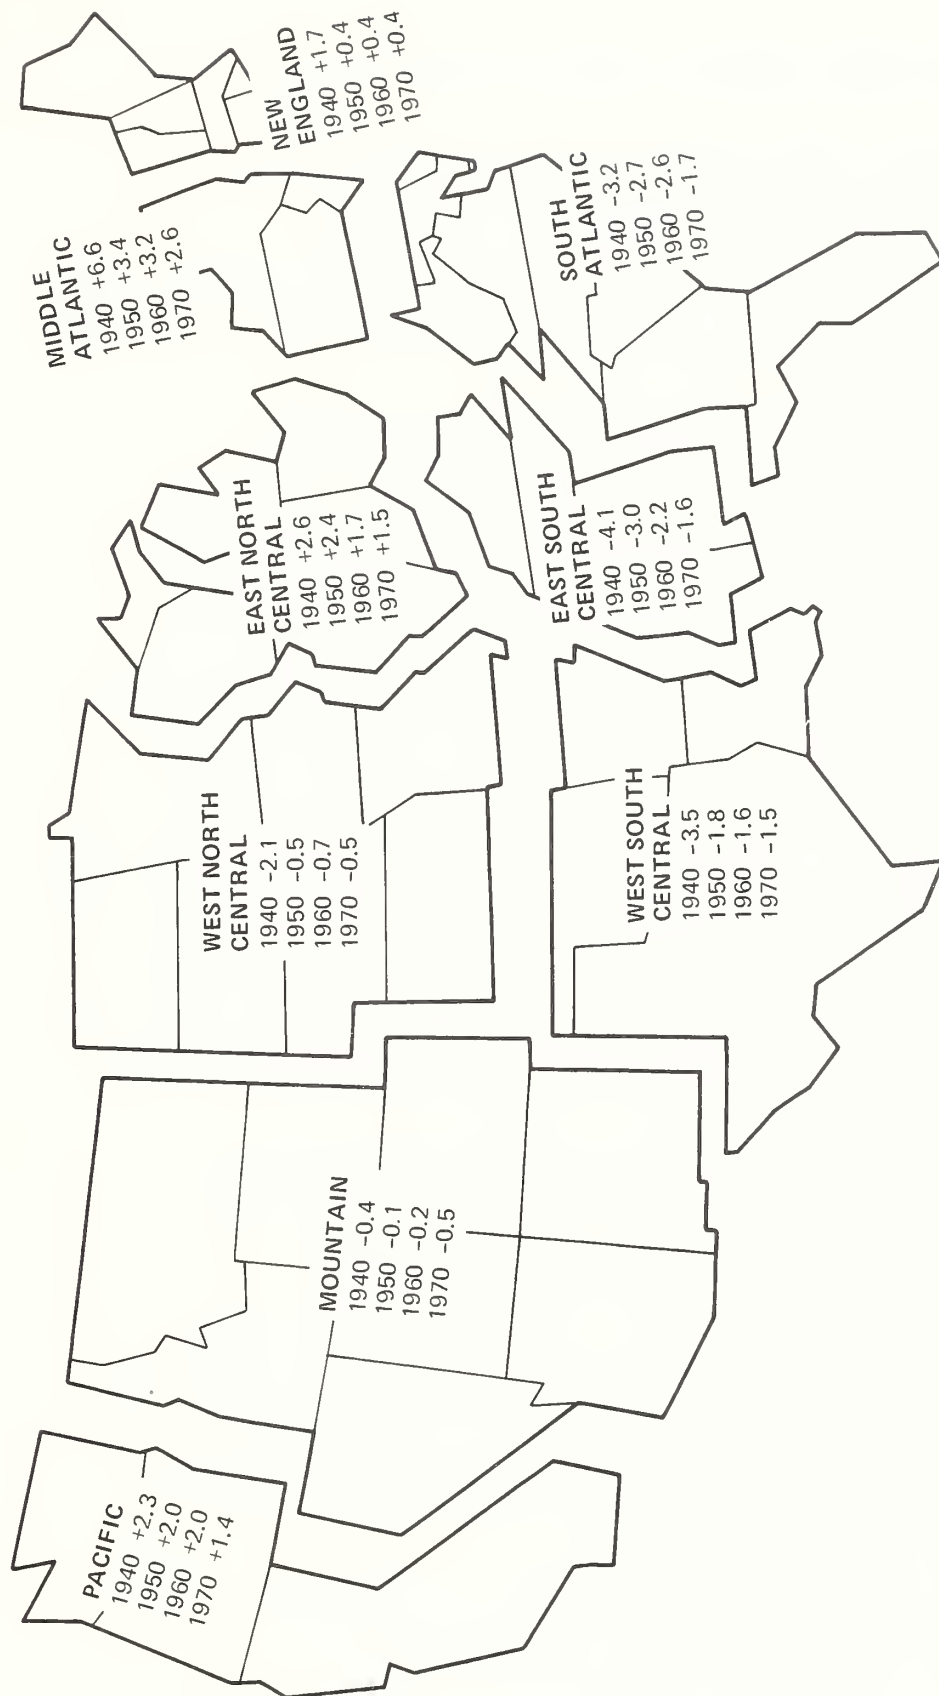 PACIFIC
1940 +2.3
1950 +2.0
1960 +2.0
1970 +1.4
MOUNTAIN
1940 -0.4
1950 -0.1
1960 -0.2
1970 -0.5
WEST NORTH
CENTRAL
1940 -2.1
1950 -0.5
1960 -0.7
1970 -0.5
WEST SOUTH
CENTRAL
1940 -3.5
1950 -1.8
1960 -1.6
1970 -1.5
EAST NORTH
CENTRAL
1940 +2.6
1950 +2.4
1960 +1.7
1970 +1.5
EAST SOUTH
CENTRAL
1940 -4.1
1950 -3.0
1960 -2.2
1970 -1.6
MIDDLE
ATLANTIC
1940 +6.6
1950 +3.4
1960 +3.2
1970 +2.6
SOUTH
ATLANTIC
1940 -3.2
1950 -2.7
1960 -2.6
1970 -1.7
NEW
ENGLAND
1940 +1.7
1950 +0.4
1960 +0.4
1970 +0.4